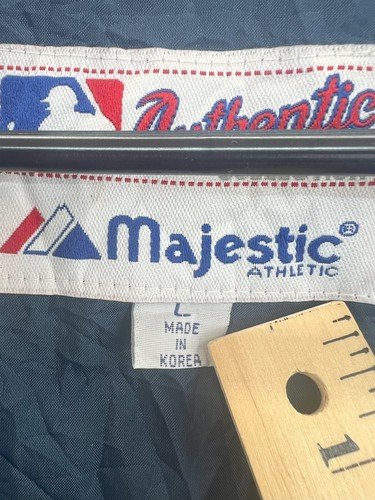 Authentic
Majestic®
ATHLETIC
L
MADE
IN
KOREA
1